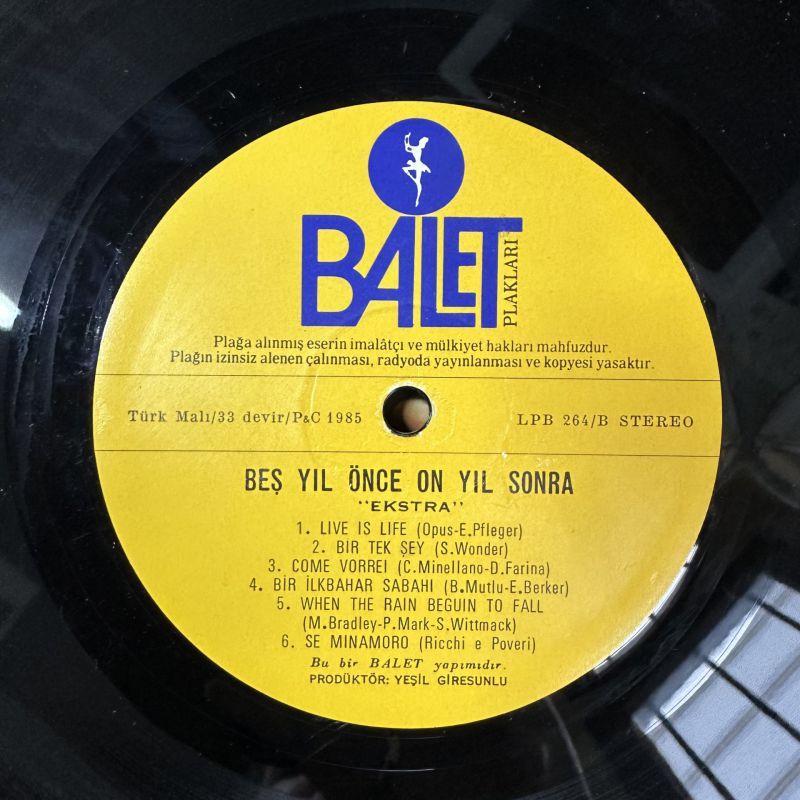 BALET
PLAKLARI
Plağa alınmış eserin imalâtçı ve mülkiyet hakları mahfuzdur.
Plağın izinsiz alenen çalınması, radyoda yayınlanması ve kopyesi yasaktır.
Türk Malı/33 devir/P&C 1985
LPB 264/B STEREO
BEŞ YIL ÖNCE ON YIL SONRA
"EKSTRA"
1. LIVE IS LIFE (Opus-E.Pfleger)
2. BIR TEK ŞEY (S.Wonder)
3. COME VORREI (C.Minellano-D.Farina)
4. BİR İLKBAHAR SABAHI (B.Mutlu-E.Berker)
5. WHEN THE RAIN BEGUIN TO FALL
(M.Bradley-P.Mark-S.Wittmack)
6. SE MINAMORO (Ricchi e Poveri)
Bu bir BALET yapımıdır.
PRODÜKTÖR: YEŞİL GİRESUNLU